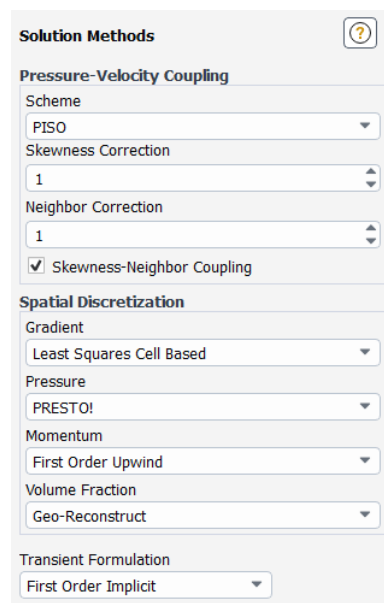 Solution Methods
?
Pressure-Velocity Coupling
Scheme
PISO
Skewness Correction
1
Neighbor Correction
1
Skewness-Neighbor Coupling
Spatial Discretization
Gradient
Least Squares Cell Based
Pressure
PRESTO!
Momentum
First Order Upwind
Volume Fraction
Geo-Reconstruct
Transient Formulation
First Order Implicit